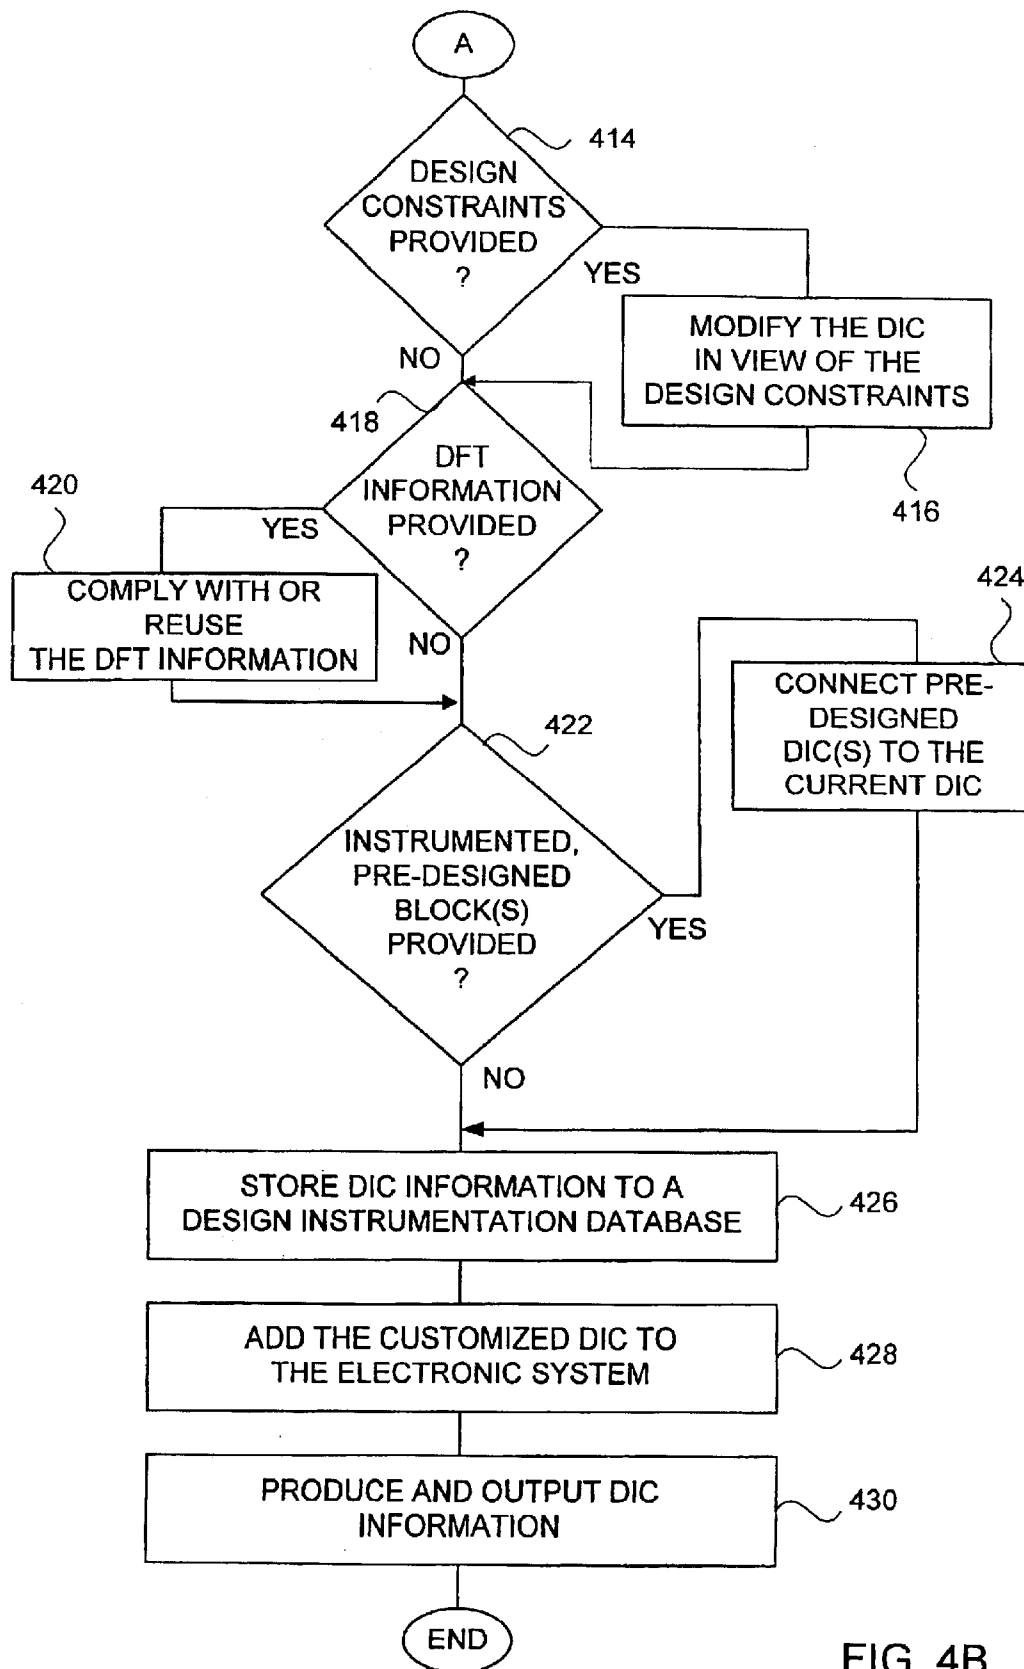 A
414
DESIGN
CONSTRAINTS
PROVIDED
?
YES
MODIFY THE DIC
IN VIEW OF THE
DESIGN CONSTRAINTS
416
NO
418
DFT
INFORMATION
PROVIDED
?
YES
420
COMPLY WITH OR
REUSE
THE DFT INFORMATION
NO
422
424
CONNECT PRE-
DESIGNED
DIC(S) TO THE
CURRENT DIC
INSTRUMENTED,
PRE-DESIGNED
BLOCK(S)
PROVIDED
?
YES
NO
STORE DIC INFORMATION TO A
DESIGN INSTRUMENTATION DATABASE
426
ADD THE CUSTOMIZED DIC TO
THE ELECTRONIC SYSTEM
428
PRODUCE AND OUTPUT DIC
INFORMATION
430
END
FIG. 4B